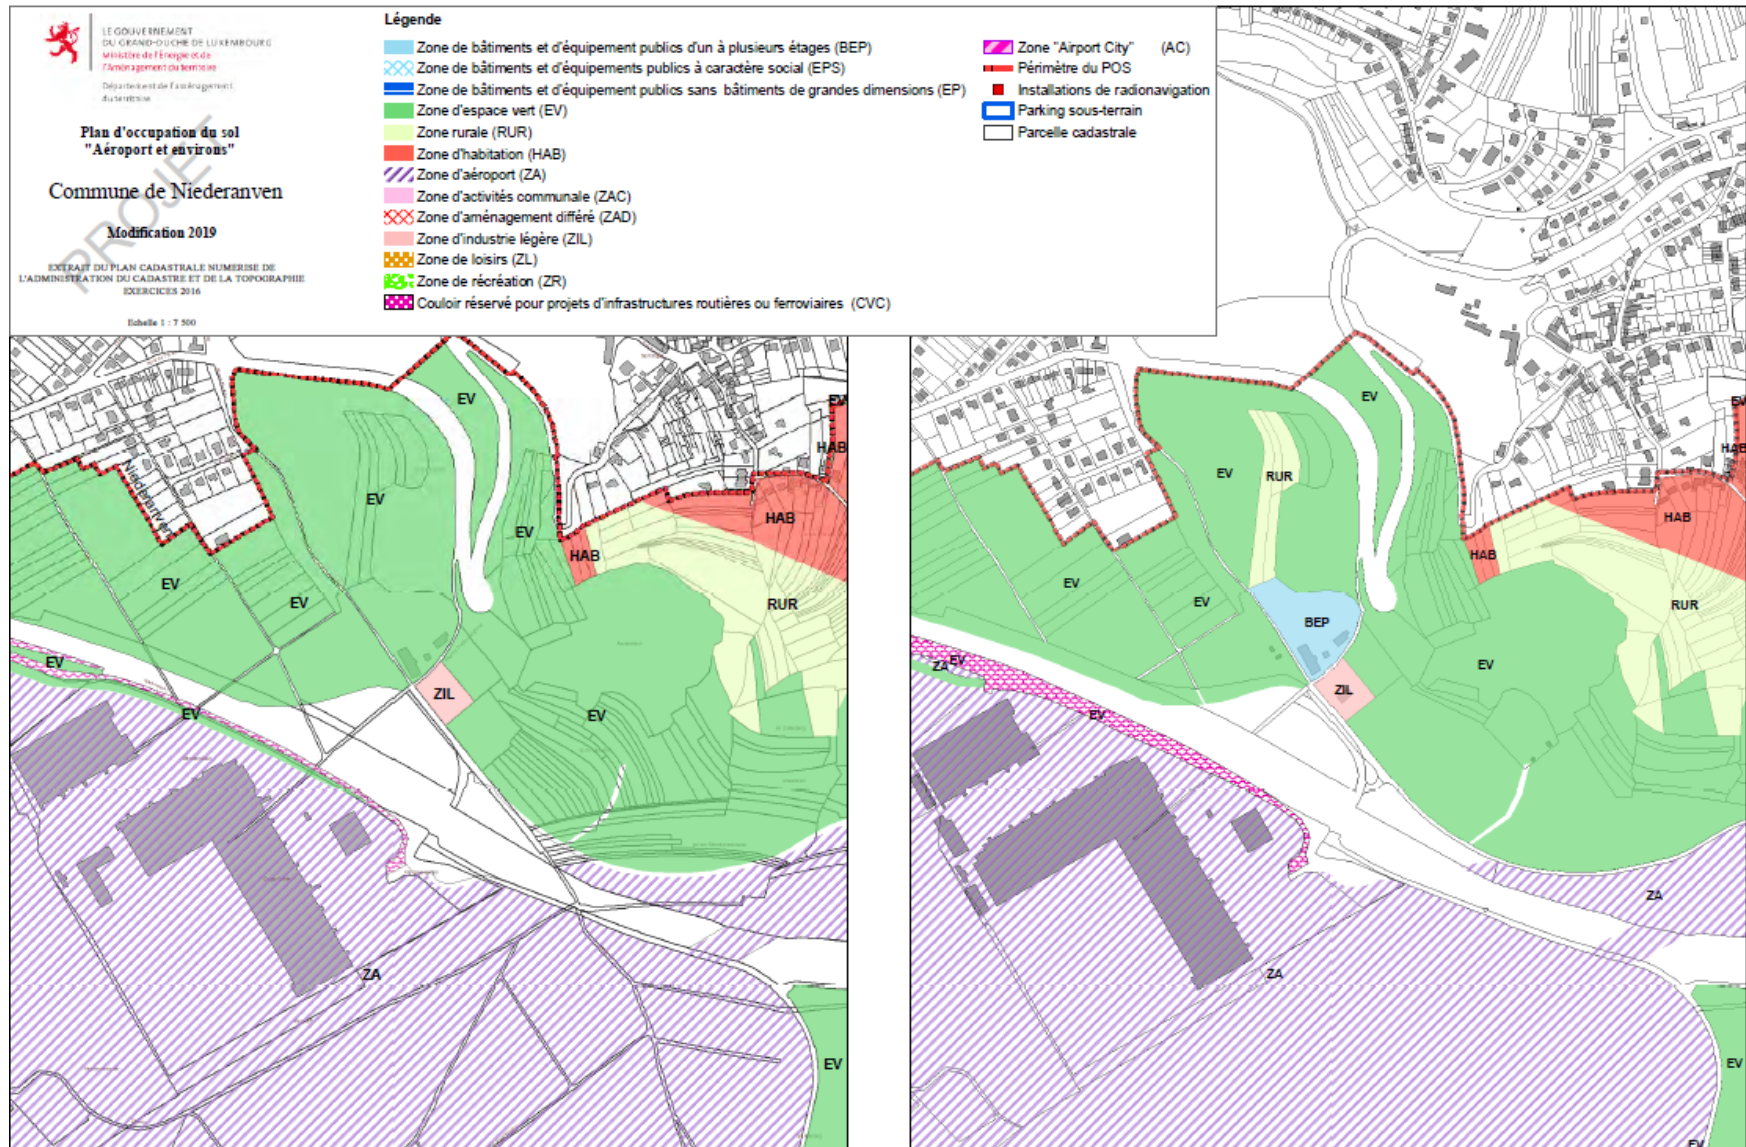 LE GOUVERNEMENT
DU GRAND-DUCHÉ DE LUXEMBOURG
Ministère de l'Énergie et de
l'Aménagement du territoire
Département de l'aménagement
du territoire
Plan d'occupation du sol
"Aéroport et environs"
Commune de Niederanven
PROJET
Modification 2019
EXTRAIT DU PLAN CADASTRALE NUMERISE DE
L'ADMINISTRATION DU CADASTRE ET DE LA TOPOGRAPHIE
EXERCICES 2016
Echelle 1 : 7 500
Légende
Zone de bâtiments et d'équipement publics d'un à plusieurs étages (BEP)
Zone de bâtiments et d'équipements publics à caractère social (EPS)
Zone de bâtiments et d'équipement publics sans bâtiments de grandes dimensions (EP)
Zone d'espace vert (EV)
Zone rurale (RUR)
Zone d'habitation (HAB)
Zone d'aéroport (ZA)
Zone d'activités communale (ZAC)
Zone d'aménagement différé (ZAD)
Zone d'industrie légère (ZIL)
Zone de loisirs (ZL)
Zone de récréation (ZR)
Couloir réservé pour projets d'infrastructures routières ou ferroviaires (CVC)
Zone "Airport City" (AC)
Périmètre du POS
Installations de radionavigation
Parking sous-terrain
Parcelle cadastrale
EV
EV
HAB
Niederanven
EV
EV
HAB
HAB
EV
EV
RUR
EV
ZIL
EV
EV
ZA
EV
EV
EV
HAB
EV
RUR
HAB
HAB
EV
EV
RUR
BEP
ZA
EV
EV
ZIL
EV
ZA
ZA
EV
EV